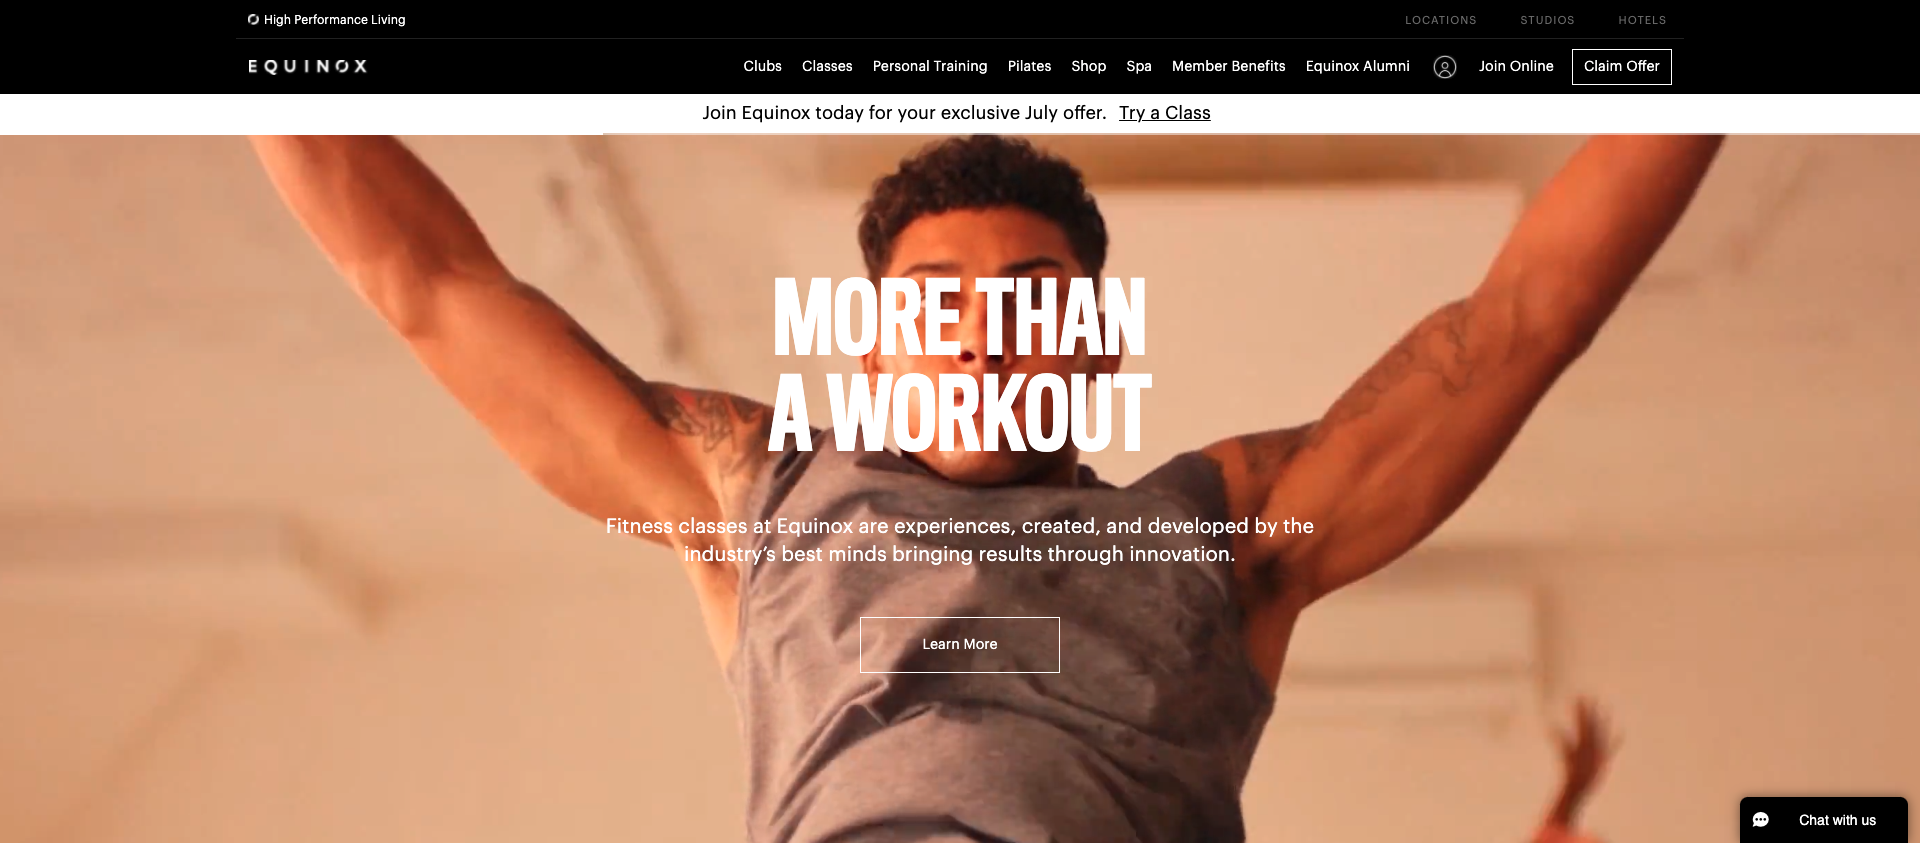 High Performance Living
LOCATIONS STUDIOS HOTELS
EQUINOX
Clubs Classes Personal Training Pilates Shop Spa Member Benefits Equinox Alumni Join Online Claim Offer
Join Equinox today for your exclusive July offer. Try a Class
MORE THAN
A WORKOUT
Fitness classes at Equinox are experiences, created, and developed by the
industry’s best minds bringing results through innovation.
Learn More
Chat with us